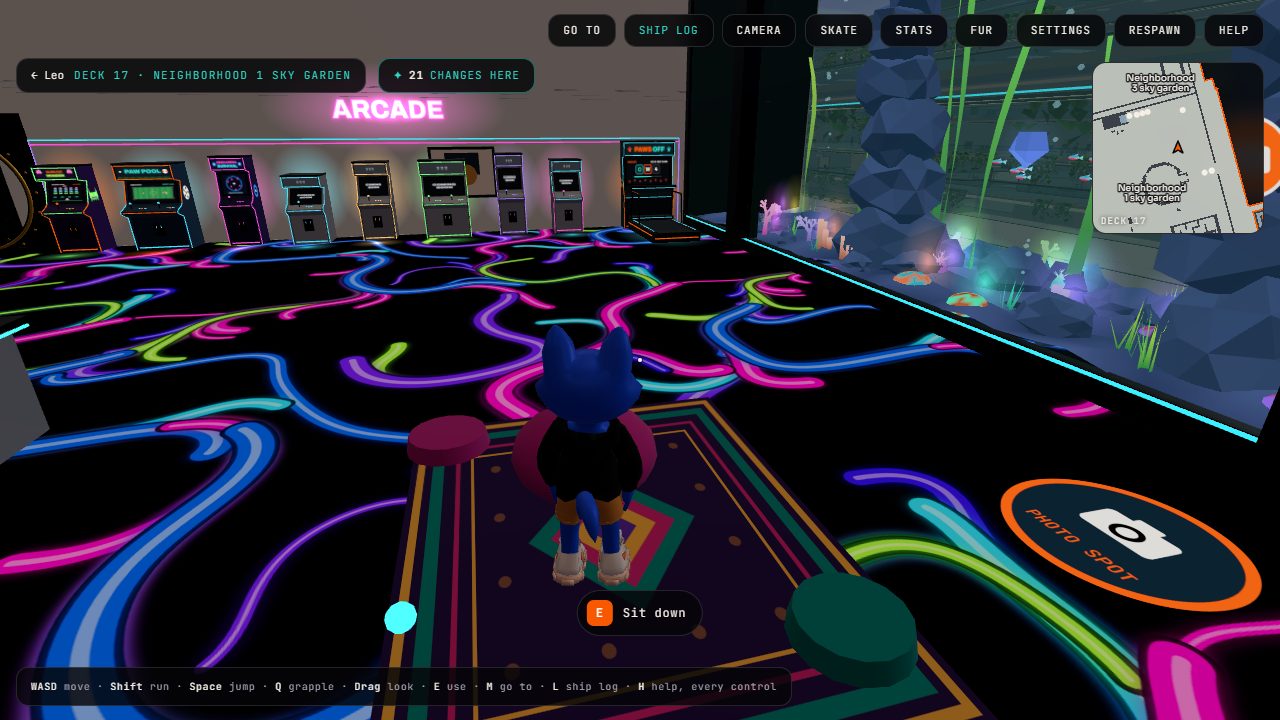 GO TO
SHIP LOG
CAMERA
SKATE
STATS
FUR
SETTINGS
RESPAWN
HELP
← Leo DECK 17 · NEIGHBORHOOD 1 SKY GARDEN
✦ 21 CHANGES HERE
Neighborhood
3 sky garden
Neighborhood
1 sky garden
DECK 17
ARCADE
PAW POOL
PAWS OFF
PHOTO SPOT
E Sit down
WASD move · Shift run · Space jump · Q grapple · Drag look · E use · M go to · L ship log · H help, every control